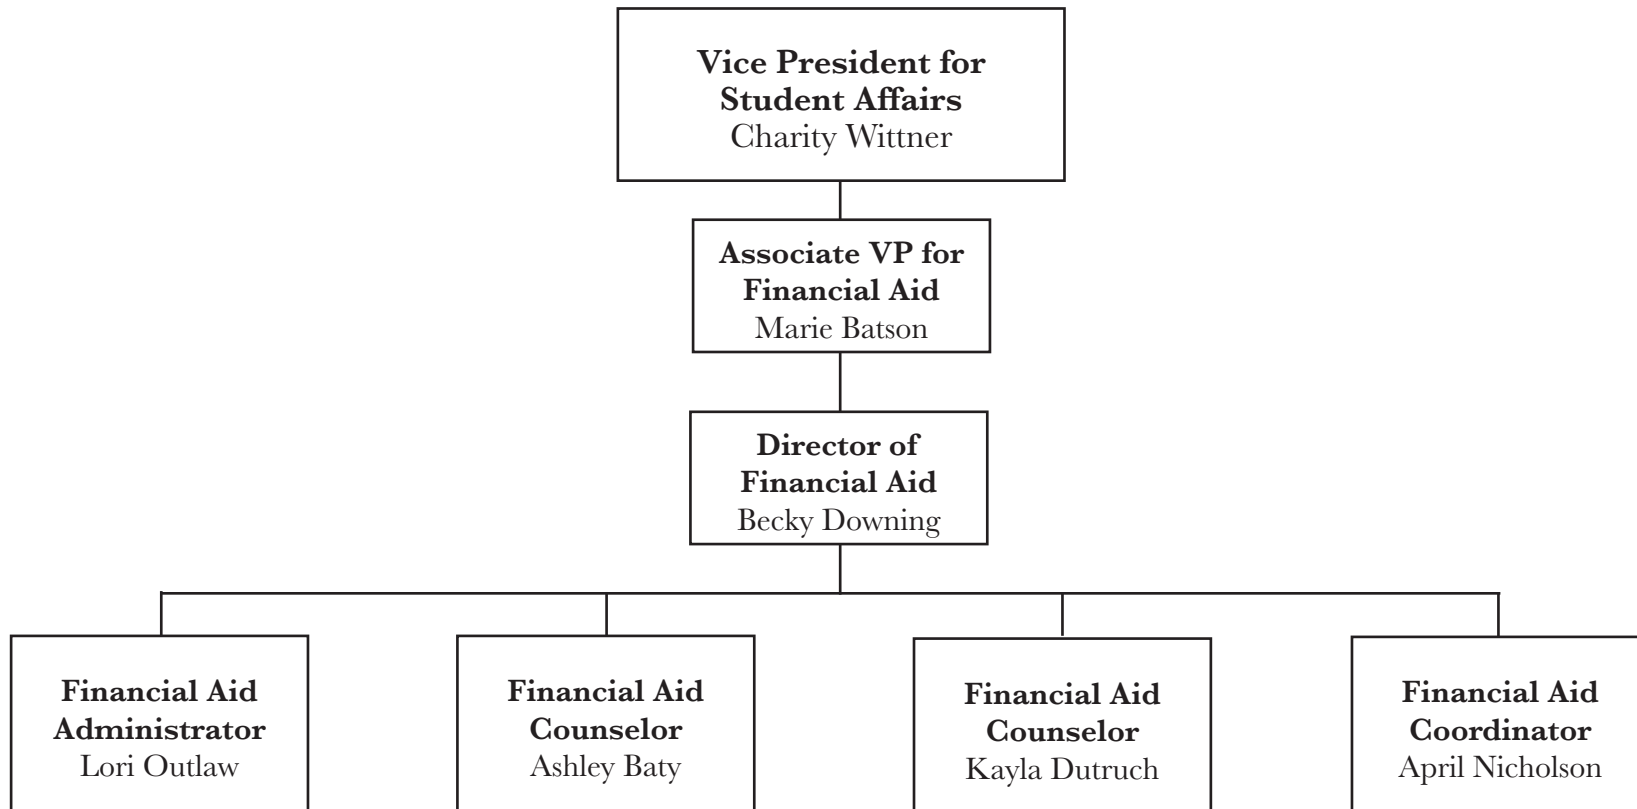 Vice President for
Student Affairs
Charity Wittner
Associate VP for
Financial Aid
Marie Batson
Director of
Financial Aid
Becky Downing
Financial Aid
Administrator
Lori Outlaw
Financial Aid
Counselor
Ashley Baty
Financial Aid
Counselor
Kayla Dutruch
Financial Aid
Coordinator
April Nicholson